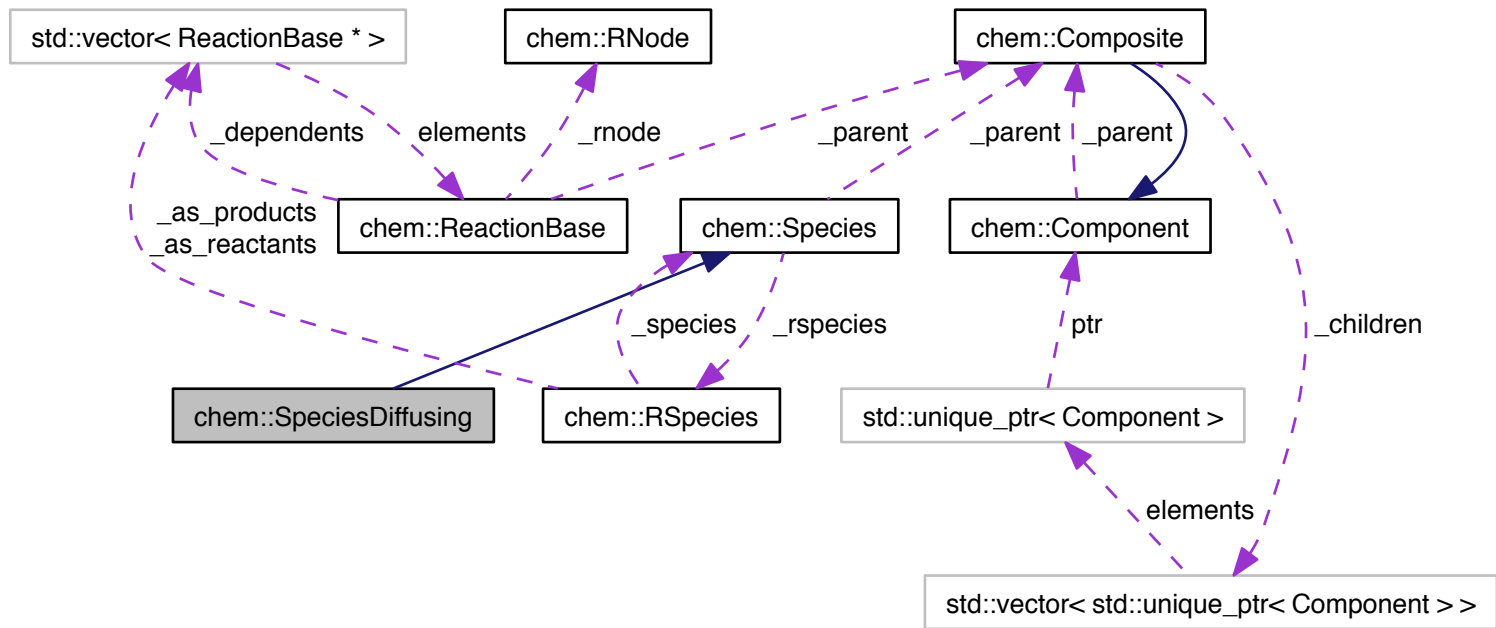 std::vector< ReactionBase * >
chem::RNode
chem::Composite
_dependents
elements
_rnode
_parent
_parent
_parent
_as_products
_as_reactants
chem::ReactionBase
chem::Species
chem::Component
_species
_rspecies
ptr
_children
chem::SpeciesDiffusing
chem::RSpecies
std::unique_ptr< Component >
elements
std::vector< std::unique_ptr< Component > >